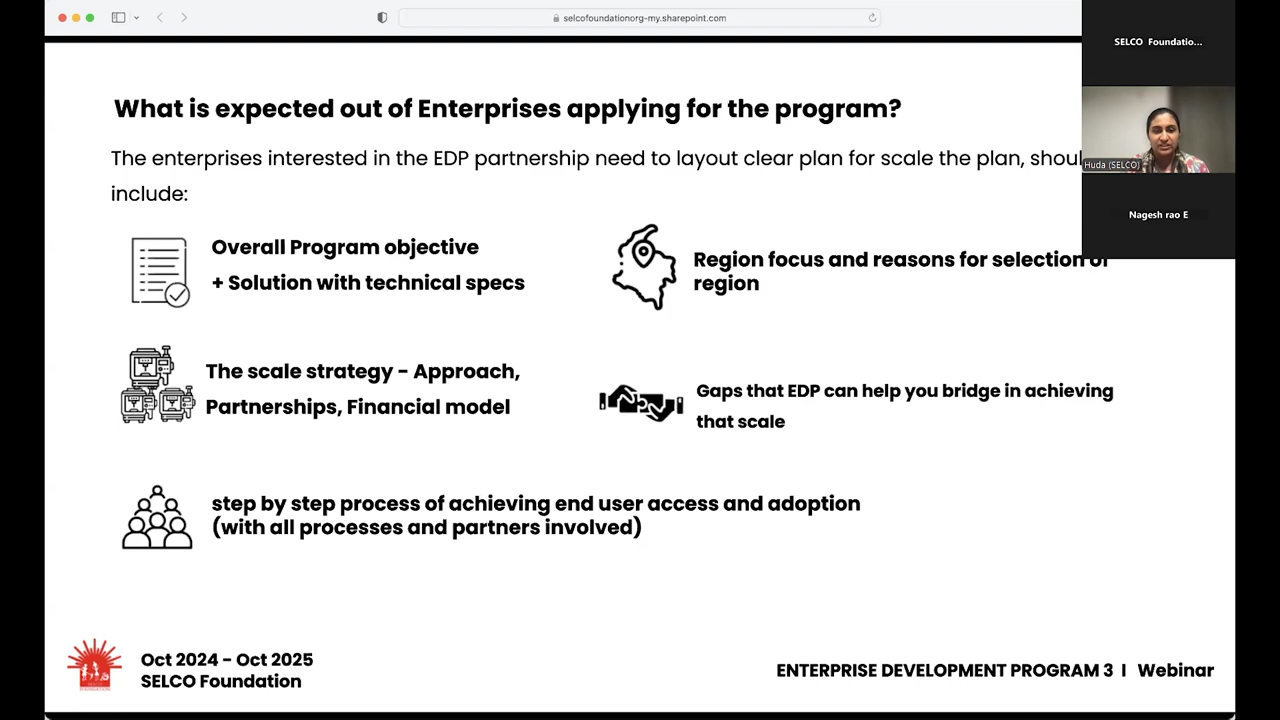 selcofoundationorg-my.sharepoint.com
SELCO Foundatio...
What is expected out of Enterprises applying for the program?
The enterprises interested in the EDP partnership need to layout clear plan for scale the plan,
include:
Huda (SELCO)
Nagesh rao E
Overall Program objective
+ Solution with technical specs
Region focus and reasons for selection of
region
The scale strategy - Approach,
Partnerships, Financial model
Gaps that EDP can help you bridge in achieving
that scale
step by step process of achieving end user access and adoption
(with all processes and partners involved)
Oct 2024 - Oct 2025
SELCO Foundation
ENTERPRISE DEVELOPMENT PROGRAM 3 I Webinar